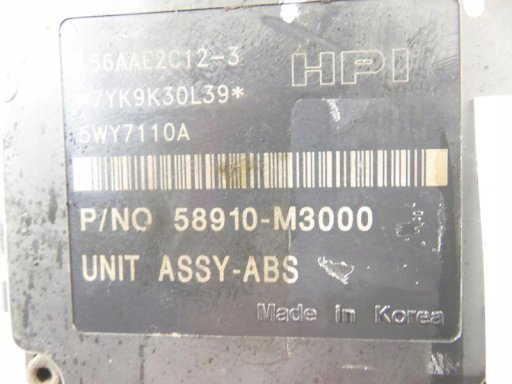 56AAE2C12-3 HPI
*7YK9K30L39*
5WY7110A
P/NO 58910-M3000
UNIT ASSY-ABS
Made in Korea